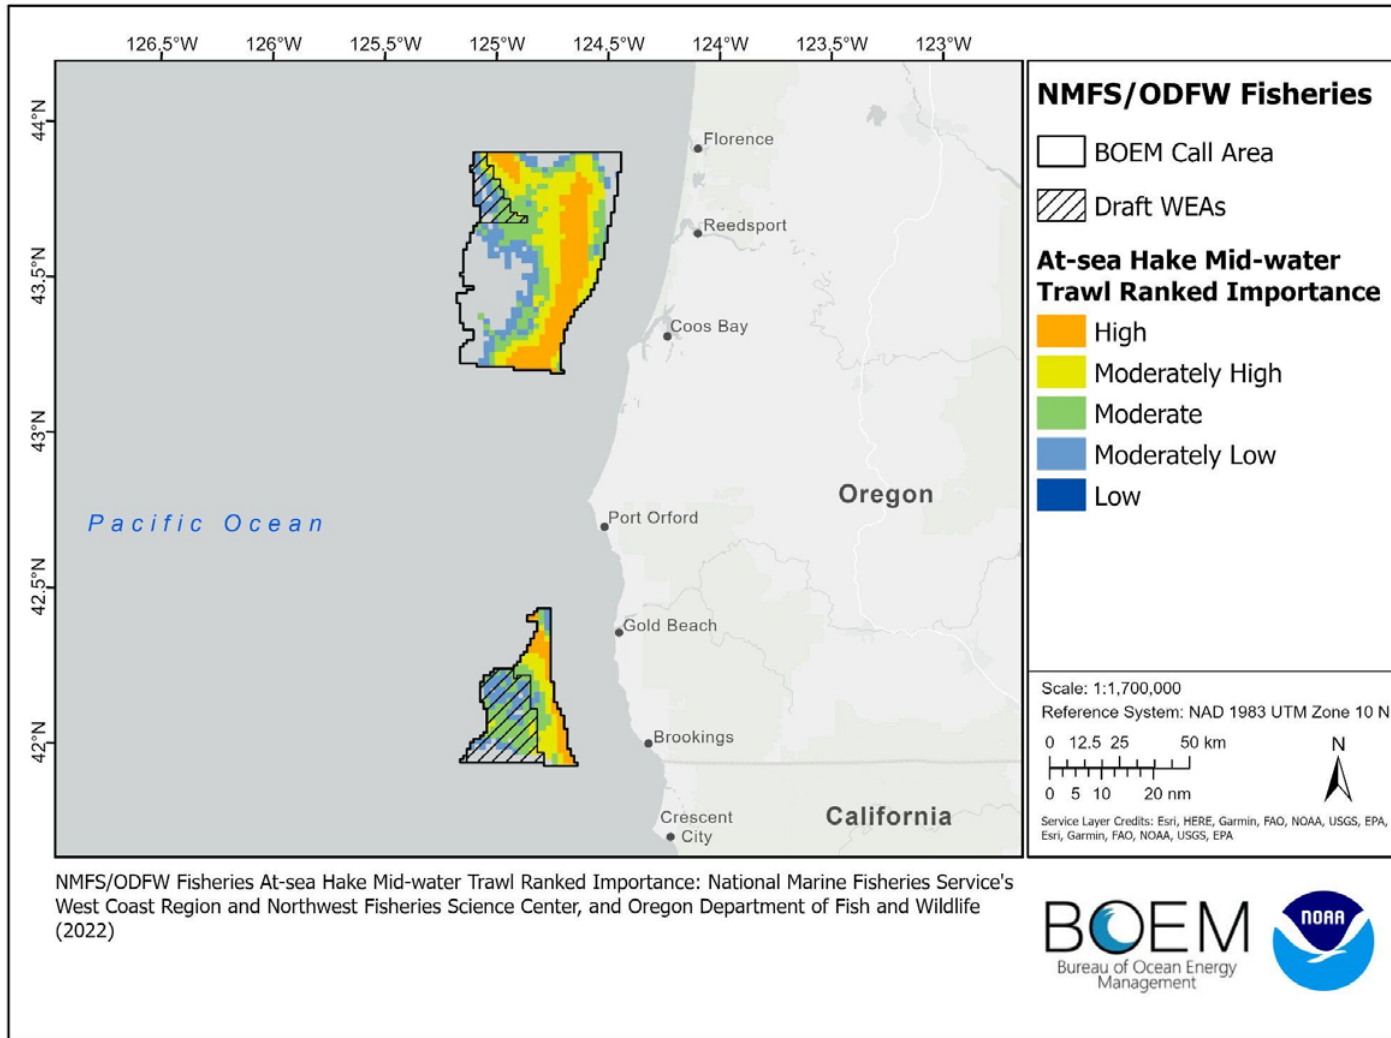 126.5°W 126°W 125.5°W 125°W 124.5°W 124°W 123.5°W 123°W
44°N
43.5°N
43°N
42.5°N
42°N
Florence
Reedsport
Coos Bay
Oregon
Pacific Ocean
Port Orford
Gold Beach
Brookings
California
Crescent
City
NMFS/ODFW Fisheries
BOEM Call Area
Draft WEAs
At-sea Hake Mid-water
Trawl Ranked Importance
High
Moderately High
Moderate
Moderately Low
Low
Scale: 1:1,700,000
Reference System: NAD 1983 UTM Zone 10 N
0 12.5 25 50 km
0 5 10 20 nm
N
Service Layer Credits: Esri, HERE, Garmin, FAO, NOAA, USGS, EPA,
Esri, Garmin, FAO, NOAA, USGS, EPA
NMFS/ODFW Fisheries At-sea Hake Mid-water Trawl Ranked Importance: National Marine Fisheries Service's
West Coast Region and Northwest Fisheries Science Center, and Oregon Department of Fish and Wildlife
(2022)
BOEM
Bureau of Ocean Energy
Management
NOAA